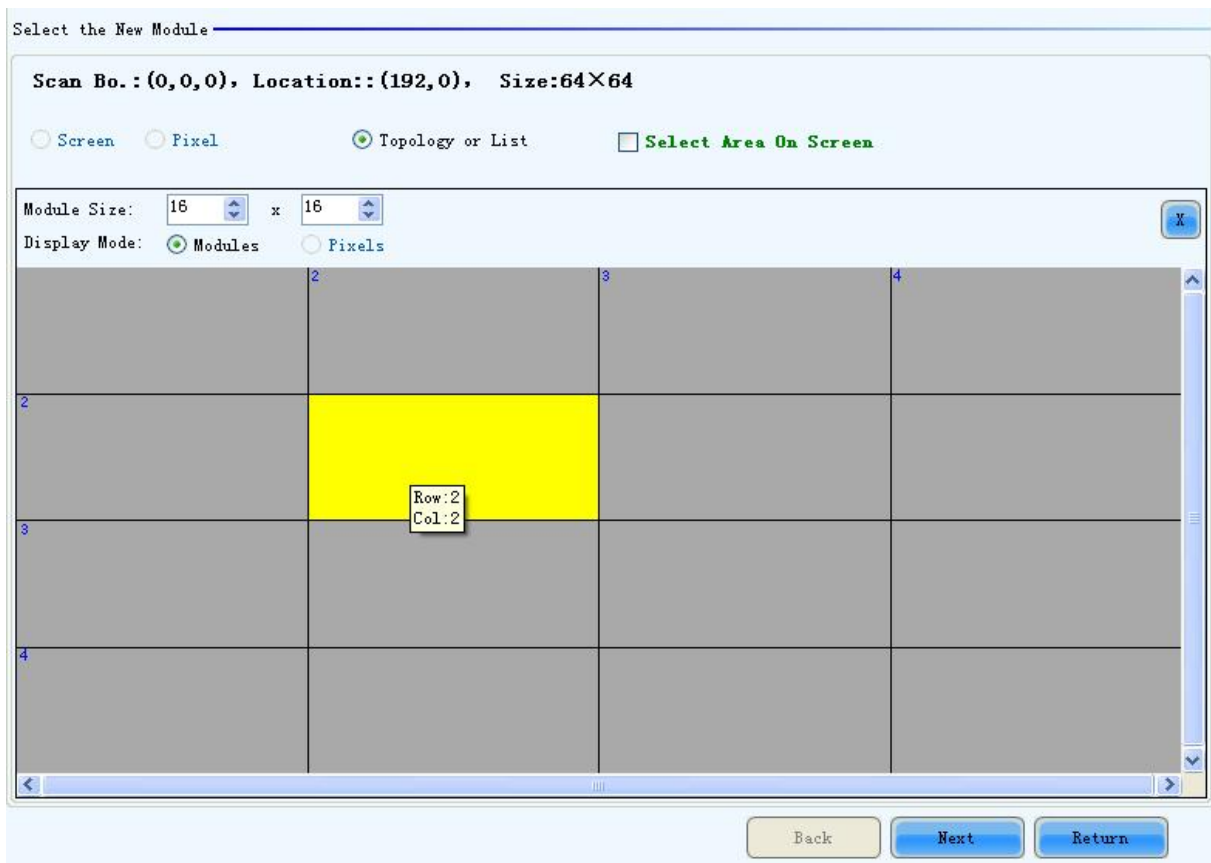 Select the New Module
Scan Bo.:(0,0,0), Location::(192,0), Size:64×64
Screen Pixel Topology or List Select Area On Screen
Module Size: 16 x 16 X
Display Mode: Modules Pixels
2 3 4
2
Row:2
Col:2
3
4
Back Next Return